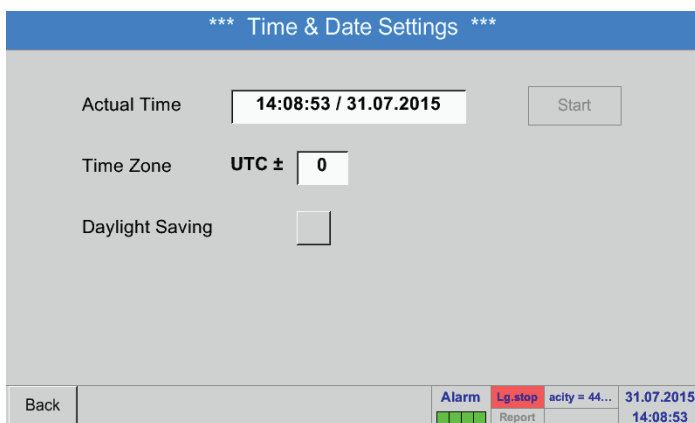 *** Time & Date Settings ***
Actual Time 14:08:53 / 31.07.2015 Start
Time Zone UTC ± 0
Daylight Saving
Back Alarm Lg.stop acity = 44... 31.07.2015
Report 14:08:53